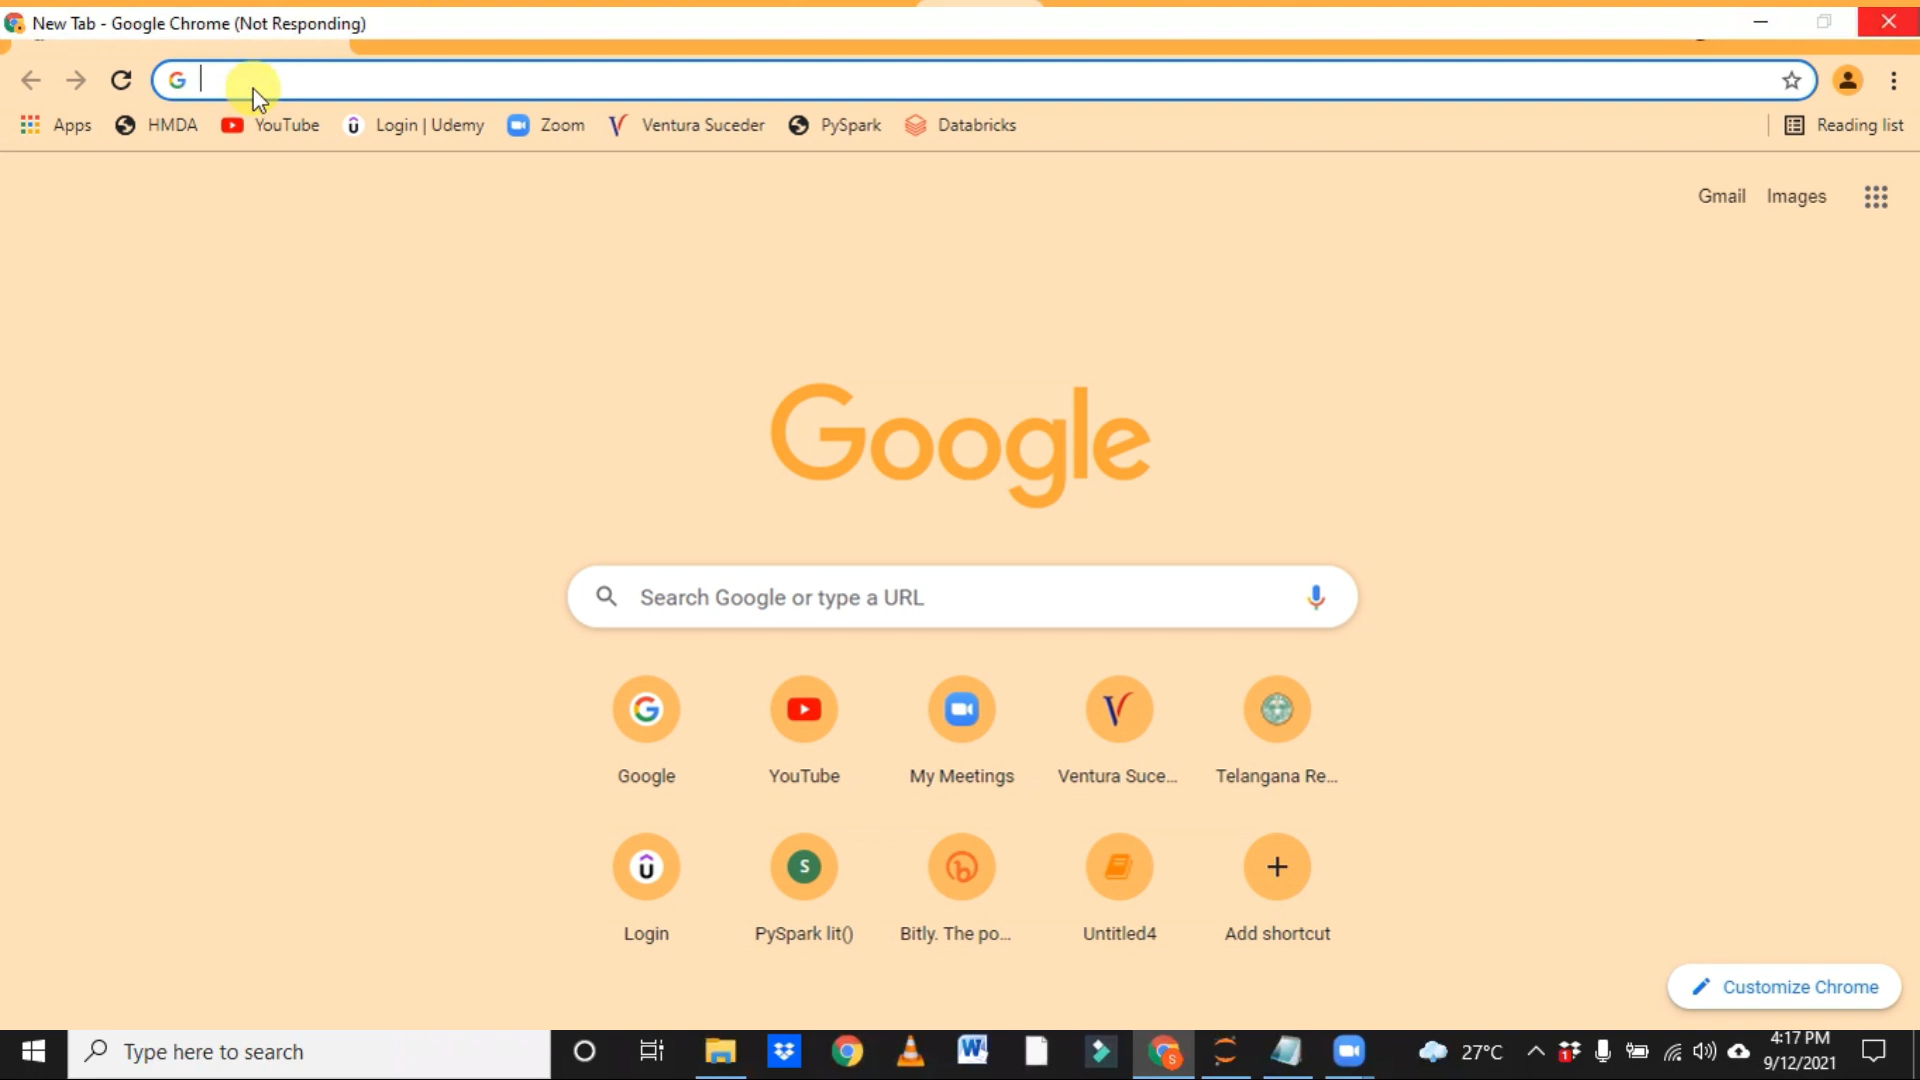 New Tab - Google Chrome (Not Responding)
Apps HMDA YouTube Login | Udemy Zoom Ventura Suceder PySpark Databricks Reading list
Gmail Images
Google
Search Google or type a URL
Google YouTube My Meetings Ventura Suce... Telangana Re...
S
Login PySpark lit() Bitly. The po... Untitled4 Add shortcut
Customize Chrome
Type here to search 27°C 4:17 PM
9/12/2021